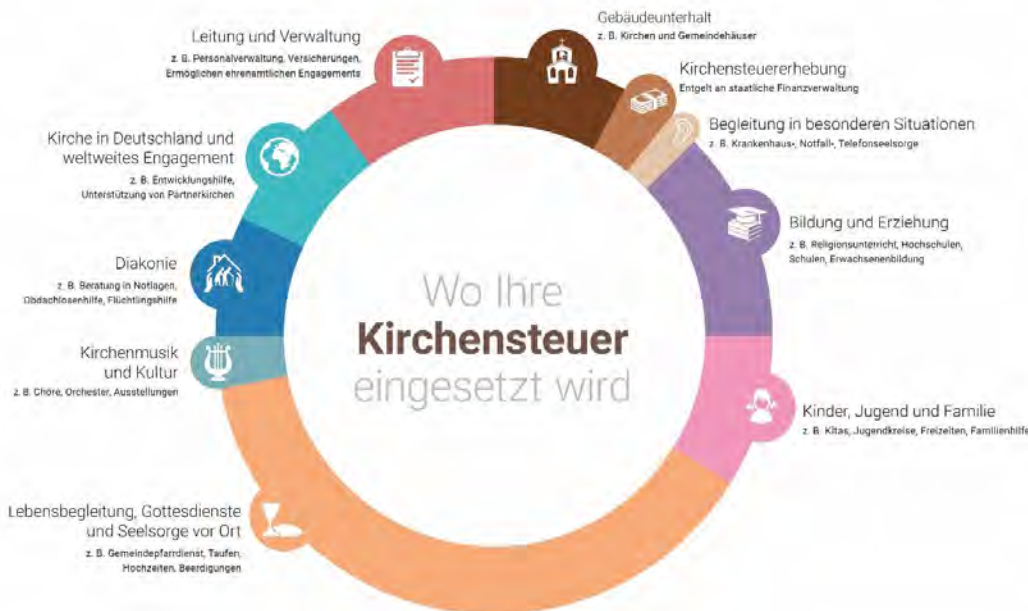 Leitung und Verwaltung
z. B. Personalverwaltung, Versicherungen,
Ermöglichen ehrenamtlichen Engagements
Gebäudeunterhalt
z. B. Kirchen und Gemeindehäuser
Kirchensteuererhebung
Entgelt an staatliche Finanzverwaltung
Begleitung in besonderen Situationen
z. B. Krankenhaus-, Notfall-, Telefonseelsorge
Kirche in Deutschland und
weltweites Engagement
z. B. Entwicklungshilfe,
Unterstützung von Partnerkirchen
Bildung und Erziehung
z. B. Religionsunterricht, Hochschulen,
Schulen, Erwachsenenbildung
Diakonie
z. B. Beratung in Notlagen,
Obdachlosenhilfe, Flüchtlingshilfe
Wo Ihre
Kirchensteuer
eingesetzt wird
Kirchenmusik
und Kultur
z. B. Chöre, Orchester, Ausstellungen
Kinder, Jugend und Familie
z. B. Kitas, Jugendkreise, Freizeiten, Familienhilfe
Lebensbegleitung, Gottesdienste
und Seelsorge vor Ort
z. B. Gemeindepfarrdienst, Taufen,
Hochzeiten, Beerdigungen